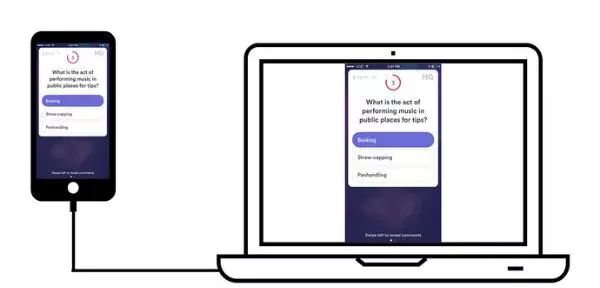 3
HQ
What is the act of
performing music in
public places for tips?
Busking
Straw-capping
Panhandling
Swipe left to reveal comments
3
HQ
What is the act of
performing music in
public places for tips?
Busking
Straw-capping
Panhandling
Swipe left to reveal comments